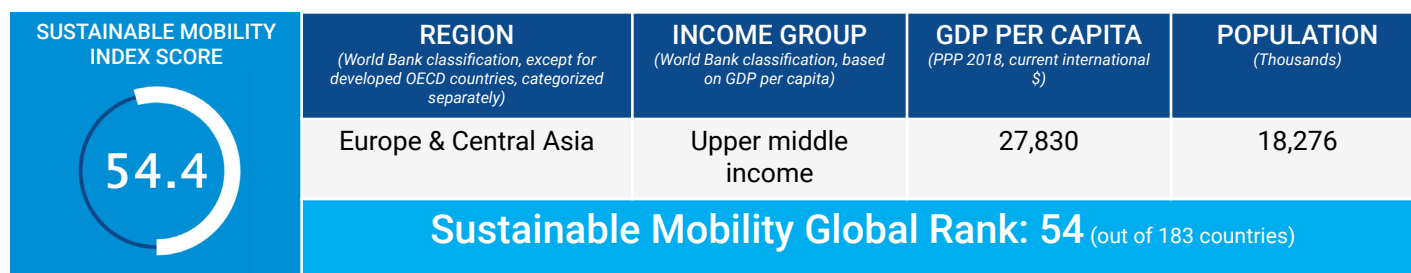 SUSTAINABLE MOBILITY
INDEX SCORE
54.4
REGION
(World Bank classification, except for
developed OECD countries, categorized
separately)
INCOME GROUP
(World Bank classification, based
on GDP per capita)
GDP PER CAPITA
(PPP 2018, current international
$)
POPULATION
(Thousands)
Europe & Central Asia
Upper middle
income
27,830
18,276
Sustainable Mobility Global Rank: 54 (out of 183 countries)